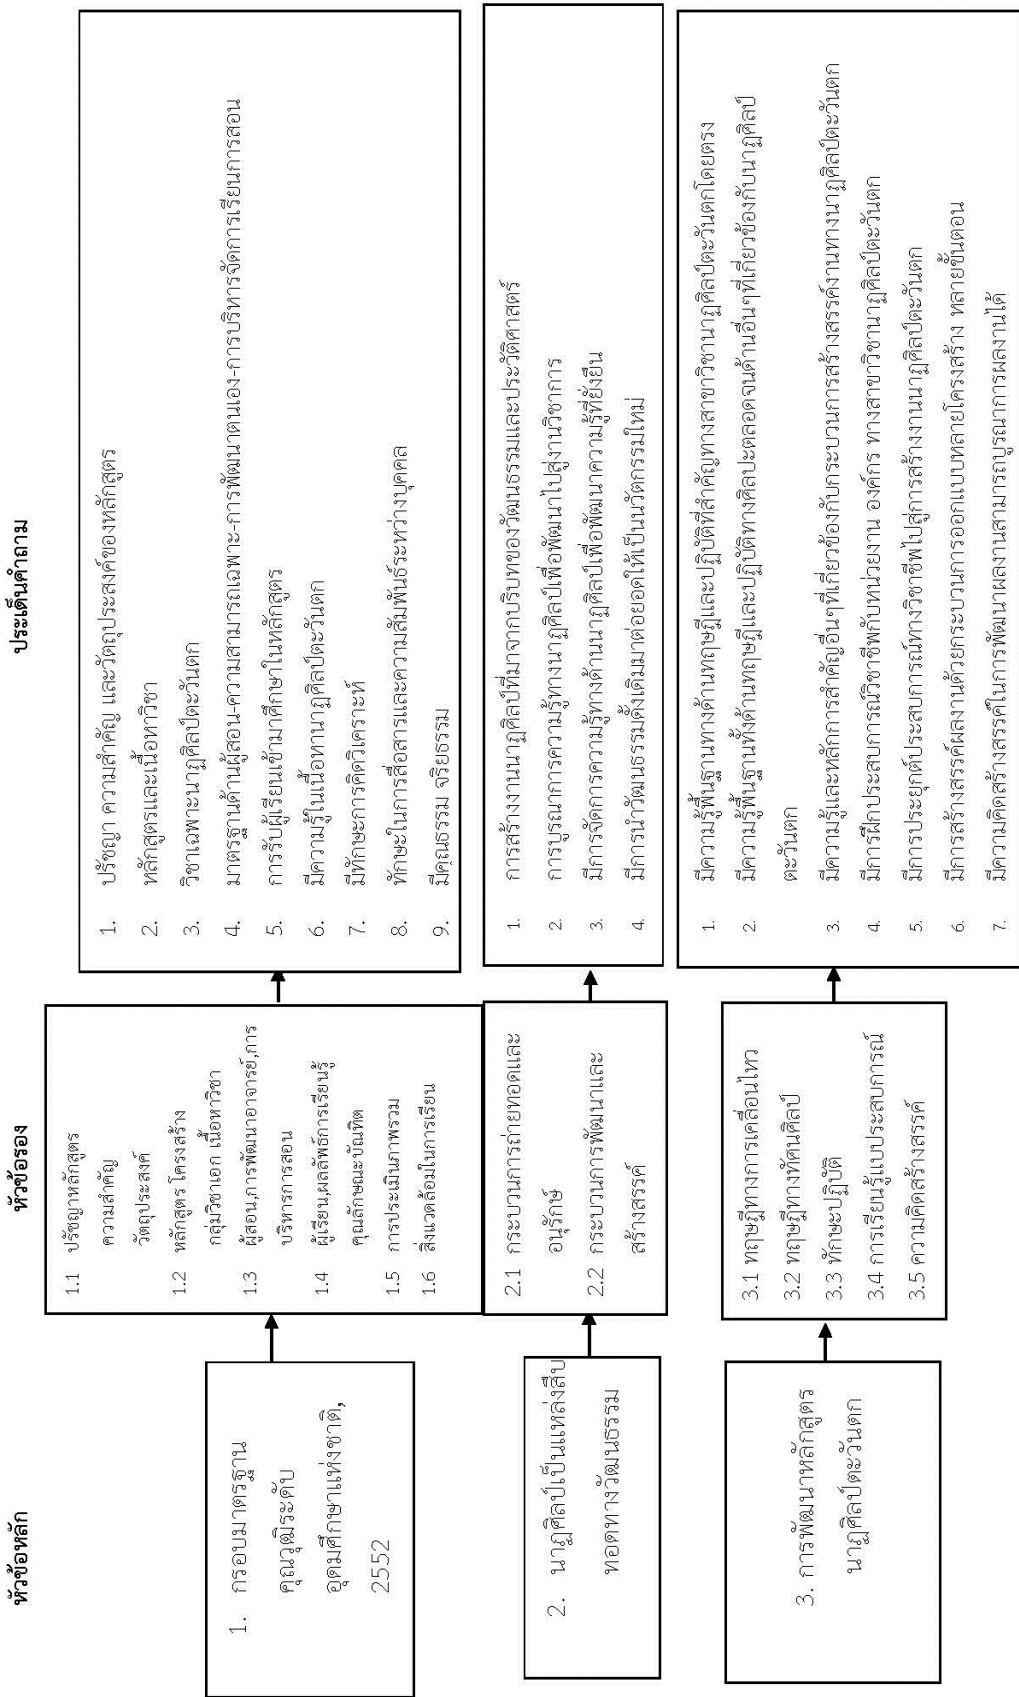 หัวข้อหลัก
หัวข้อรอง
ประเด็นคำถาม
1. กรอบมาตรฐาน
คุณวุฒิระดับ
อุดมศึกษาแห่งชาติ,
2552
1.1 ปรัชญาหลักสูตร
ความสำคัญ
วัตถุประสงค์
1.2 หลักสูตร โครงสร้าง
กลุ่มวิชาเอก เนื้อหาวิชา
1.3 ผู้สอน,การพัฒนาอาจารย์,การ
บริหารการสอน
1.4 ผู้เรียน,ผลลัพธ์การเรียนรู้
คุณลักษณะบัณฑิต
1.5 การประเมินภาพรวม
1.6 สิ่งแวดล้อมในการเรียน
1. ปรัชญา ความสำคัญ และวัตถุประสงค์ของหลักสูตร
2. หลักสูตรและเนื้อหาวิชา
3. วิชาเฉพาะนาฏศิลป์ตะวันตก
4. มาตรฐานด้านผู้สอน-ความสามารถเฉพาะ-การพัฒนาตนเอง-การบริหารจัดการเรียนการสอน
5. การรับผู้เรียนเข้ามาศึกษาในหลักสูตร
6. มีความรู้ในเนื้อหานาฏศิลป์ตะวันตก
7. มีทักษะการคิดวิเคราะห์
8. ทักษะในการสื่อสารและความสัมพันธ์ระหว่างบุคคล
9. มีคุณธรรม จริยธรรม
2. นาฏศิลป์เป็นแหล่งสืบ
ทอดทางวัฒนธรรม
2.1 กระบวนการถ่ายทอดและ
อนุรักษ์
2.2 กระบวนการพัฒนาและ
สร้างสรรค์
1. การสร้างงานนาฏศิลป์ที่มาจากบริบทของวัฒนธรรมและประวัติศาสตร์
2. การบูรณาการความรู้ทางนาฏศิลป์เพื่อพัฒนาไปสู่งานวิชาการ
3. มีการจัดการความรู้ทางด้านนาฏศิลป์เพื่อพัฒนาความรู้ที่ยั่งยืน
4. มีการนำวัฒนธรรมดั้งเดิมมาต่อยอดให้เป็นนวัตกรรมใหม่
3. การพัฒนาหลักสูตร
นาฏศิลป์ตะวันตก
3.1 ทฤษฎีทางการเคลื่อนไหว
3.2 ทฤษฎีทางทัศนศิลป์
3.3 ทักษะปฏิบัติ
3.4 การเรียนรู้แบประสบการณ์
3.5 ความคิดสร้างสรรค์
1. มีความรู้พื้นฐานทางด้านทฤษฎีและปฏิบัติที่สำคัญทางสาขาวิชานาฏศิลป์ตะวันตกโดยตรง
2. มีความรู้พื้นฐานทั้งด้านทฤษฎีและปฏิบัติทางศิลปะตลอดจนด้านอื่นๆที่เกี่ยวข้องกับนาฏศิลป์
ตะวันตก
3. มีความรู้และหลักการสำคัญอื่นๆที่เกี่ยวข้องกับกระบวนการสร้างสรรค์งานทางนาฏศิลป์ตะวันตก
4. มีการฝึกประสบการณ์วิชาชีพกับหน่วยงาน องค์กร ทางสาขาวิชานาฏศิลป์ตะวันตก
5. มีการประยุกต์ประสบการณ์ทางวิชาชีพไปสู่การสร้างงานนาฏศิลป์ตะวันตก
6. มีการสร้างสรรค์ผลงานด้วยกระบวนการออกแบบหลายโครงสร้าง หลายขั้นตอน
7. มีความคิดสร้างสรรค์ในการพัฒนาผลงานสามารถบูรณาการผลงานได้